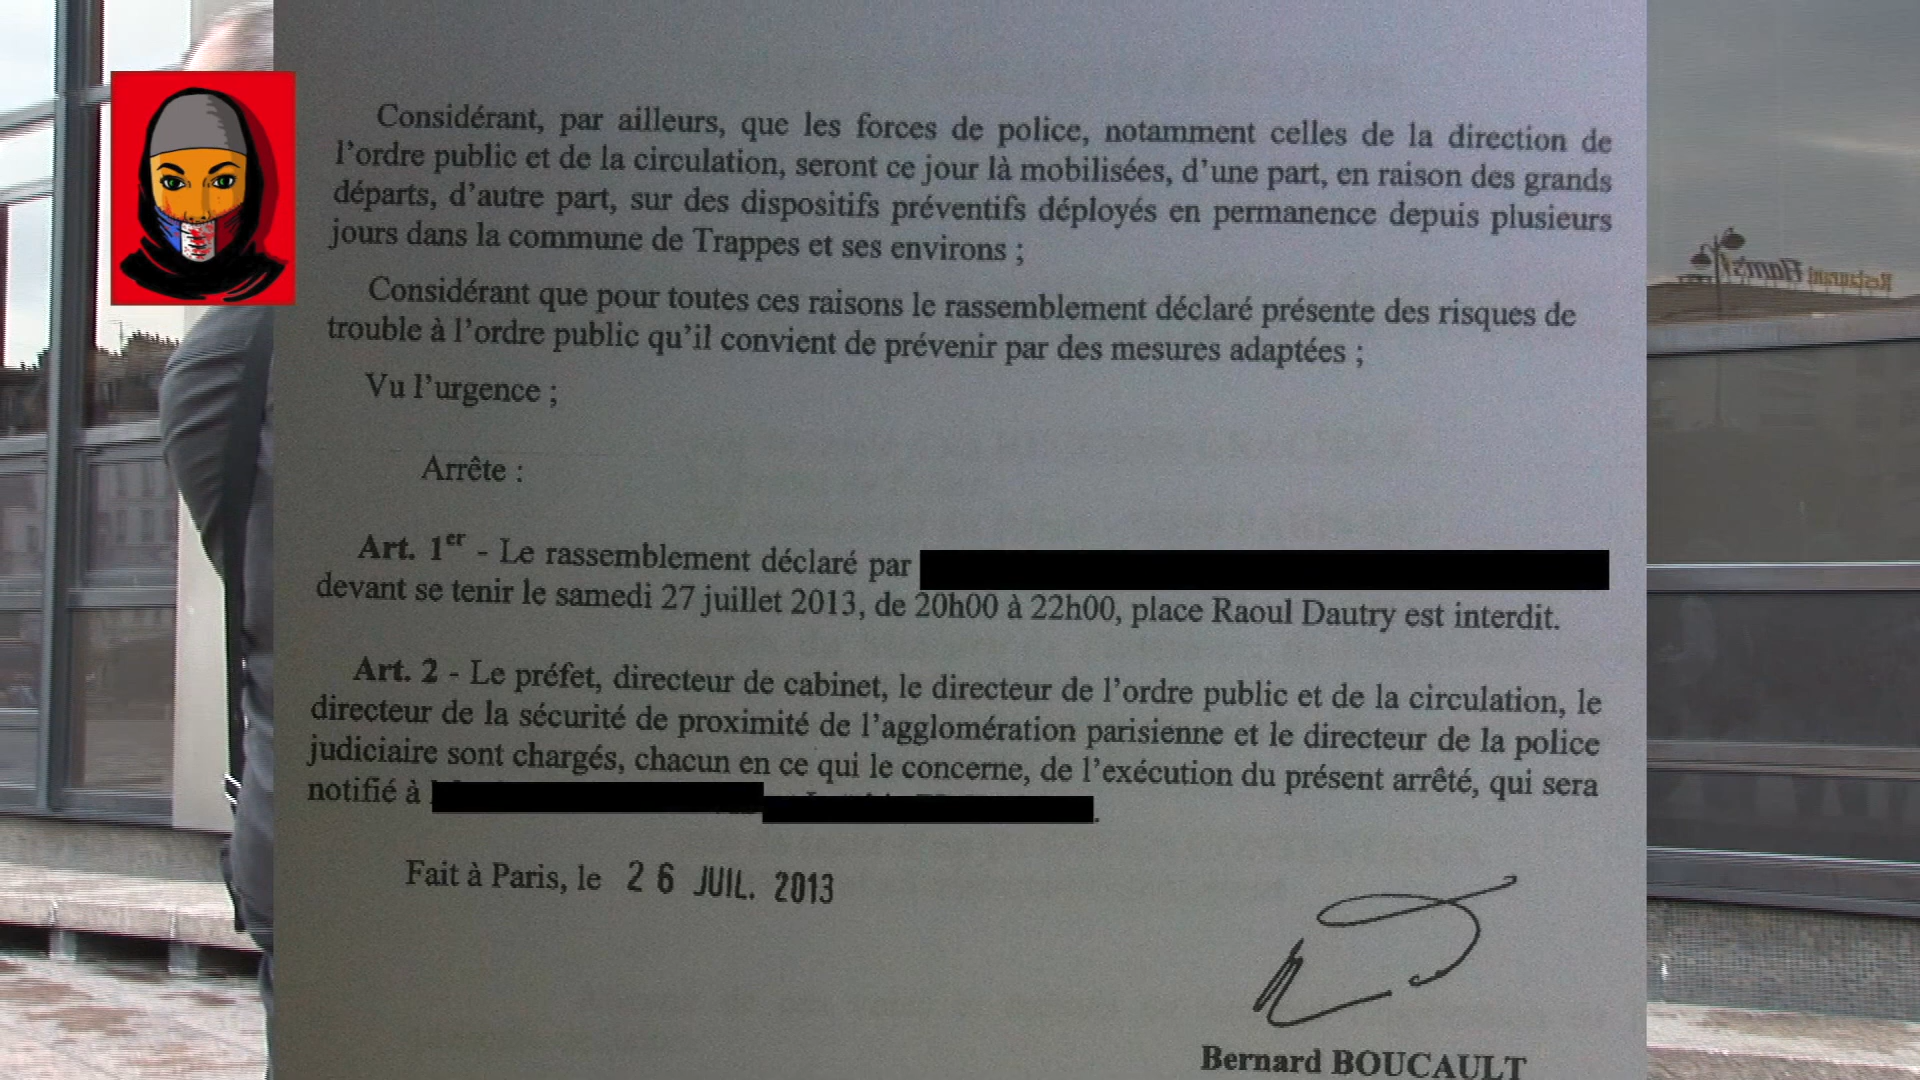 Considérant, par ailleurs, que les forces de police, notamment celles de la direction de
l'ordre public et de la circulation, seront ce jour là mobilisées, d'une part, en raison des grands
départs, d'autre part, sur des dispositifs préventifs déployés en permanence depuis plusieurs
jours dans la commune de Trappes et ses environs ;
Considérant que pour toutes ces raisons le rassemblement déclaré présente des risques de
trouble à l'ordre public qu'il convient de prévenir par des mesures adaptées ;
Vu l'urgence ;
Arrête :
Art. 1er - Le rassemblement déclaré par
devant se tenir le samedi 27 juillet 2013, de 20h00 à 22h00, place Raoul Dautry est interdit.
Art. 2 - Le préfet, directeur de cabinet, le directeur de l'ordre public et de la circulation, le
directeur de la sécurité de proximité de l'agglomération parisienne et le directeur de la police
judiciaire sont chargés, chacun en ce qui le concerne, de l'exécution du présent arrêté, qui sera
notifié à .
Fait à Paris, le 26 JUIL. 2013
Bernard BOUCAULT
Restaurant